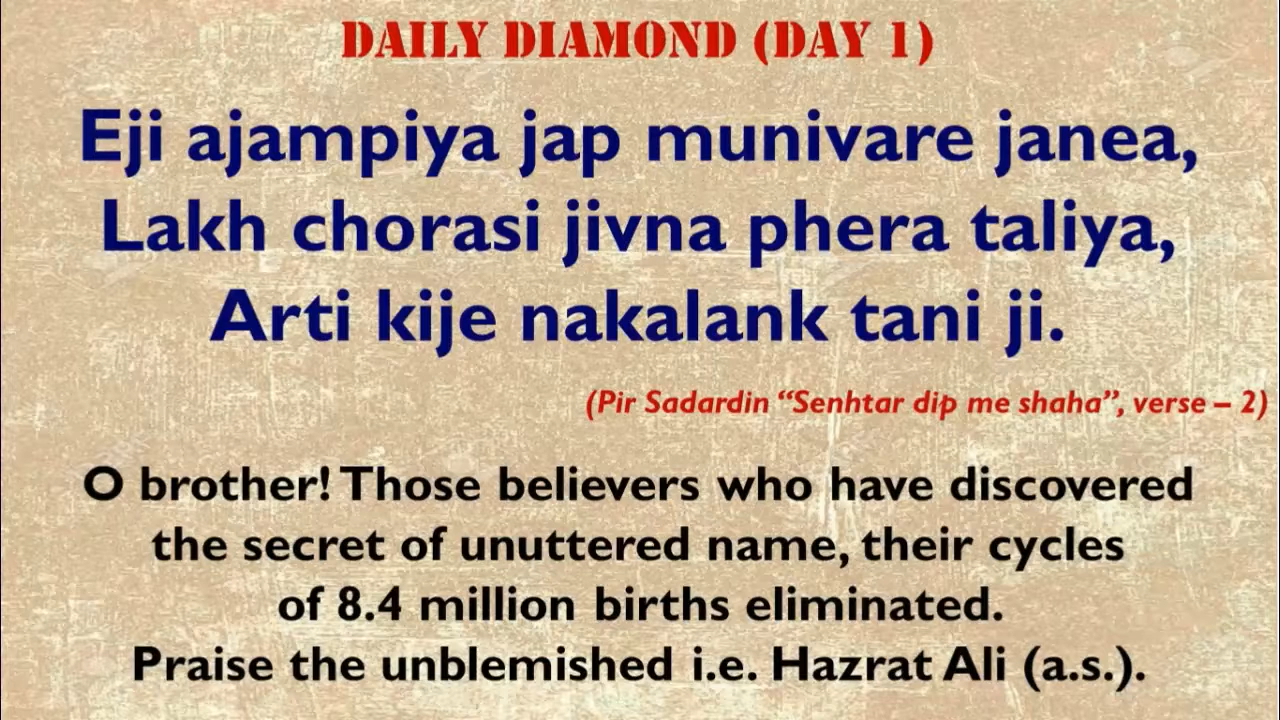 DAILY DIAMOND (DAY 1)
Eji ajampiya jap munivare janea,
Lakh chorasi jivna phera taliya,
Arti kije nakalank tani ji.
(Pir Sadardin “Senhtar dip me shaha”, verse – 2)
O brother! Those believers who have discovered
the secret of unuttered name, their cycles
of 8.4 million births eliminated.
Praise the unblemished i.e. Hazrat Ali (a.s.).